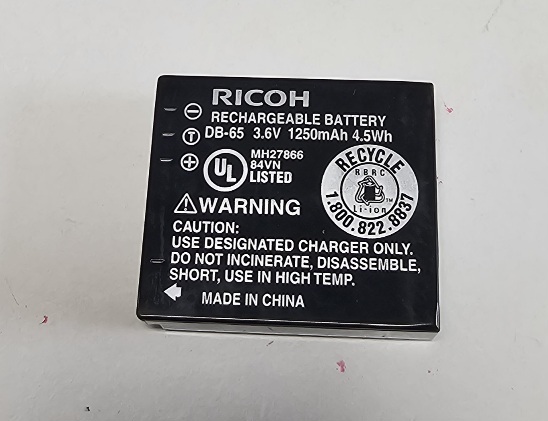 RICOH
RECHARGEABLE BATTERY
DB-65 3.6V 1250mAh 4.5Wh
T
UL
MH27866
84VN
LISTED
RECYCLE
RBRC
Li-ion
TM
1.800.822.8837
⚠WARNING
CAUTION:
USE DESIGNATED CHARGER ONLY.
DO NOT INCINERATE, DISASSEMBLE,
SHORT, USE IN HIGH TEMP.
MADE IN CHINA